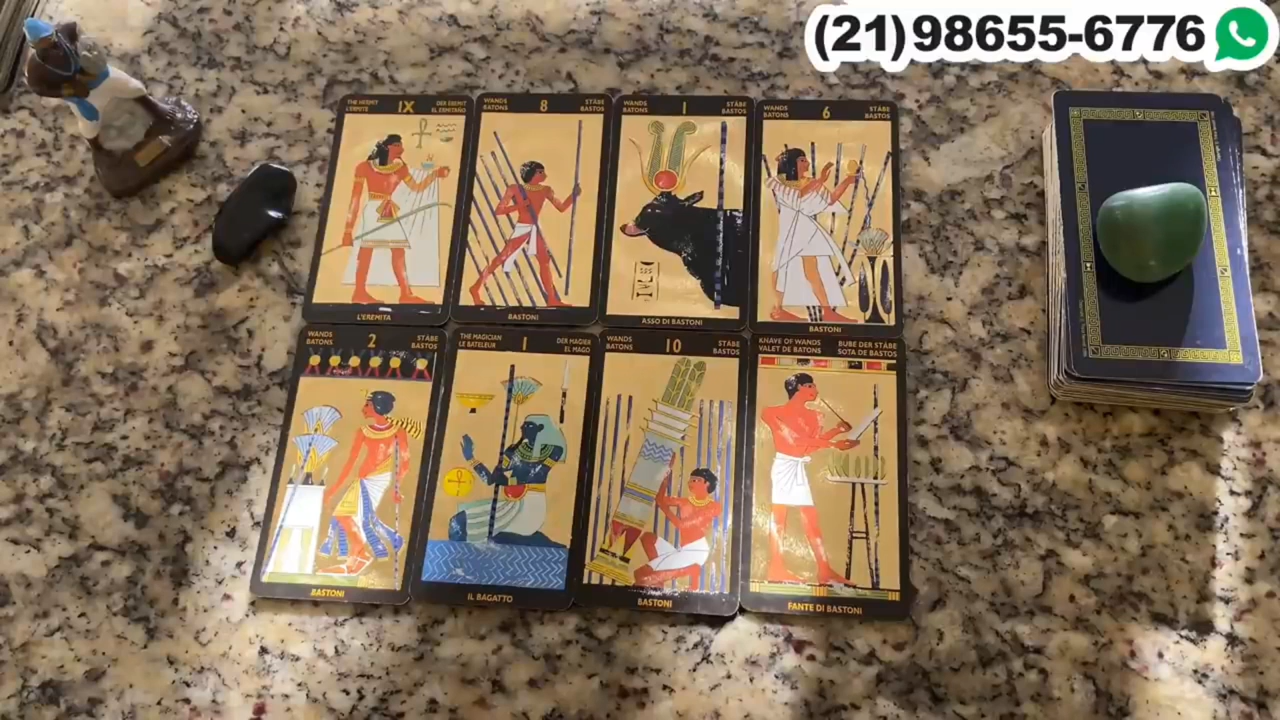 (21)98655-6776
THE HERMIT
L'ERMITE
IX
DER EREMIT
EL ERMITAÑO
L'EREMITA
WANDS
BATONS
8
STÄBE
BASTOS
BASTONI
WANDS
BATONS
1
STÄBE
BASTOS
ASSO DI BASTONI
WANDS
BATONS
6
STÄBE
BASTOS
BASTONI
WANDS
BATONS
2
STÄBE
BASTOS
BASTONI
THE MAGICIAN
LE BATELEUR
1
DER MAGIER
EL MAGO
IL BAGATTO
WANDS
BATONS
10
STÄBE
BASTOS
BASTONI
KNAVE OF WANDS
VALET DE BATONS
BUBE DER STÄBE
SOTA DE BASTOS
FANTE DI BASTONI